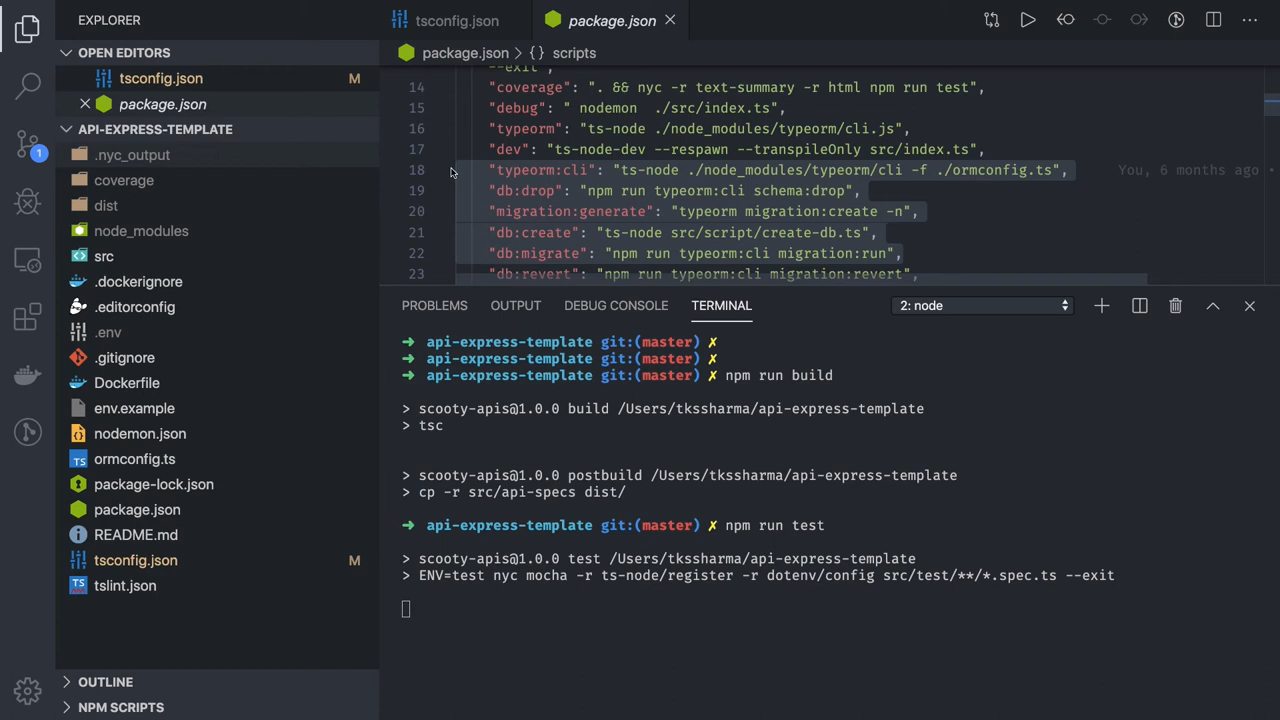 EXPLORER
OPEN EDITORS
tsconfig.json M
package.json
API-EXPRESS-TEMPLATE
.nyc_output
coverage
dist
node_modules
src
.dockerignore
.editorconfig
.env
.gitignore
Dockerfile
env.example
nodemon.json
TS ormconfig.ts
package-lock.json
package.json
README.md
tsconfig.json M
TS tslint.json
OUTLINE
NPM SCRIPTS
1
tsconfig.json package.json
package.json {} scripts
--exit",
14 "coverage": ". && nyc -r text-summary -r html npm run test",
15 "debug": " nodemon  ./src/index.ts",
16 "typeorm": "ts-node ./node_modules/typeorm/cli.js",
17 "dev": "ts-node-dev --respawn --transpileOnly src/index.ts",
18 "typeorm:cli": "ts-node ./node_modules/typeorm/cli -f ./ormconfig.ts", You, 6 months ago •
19 "db:drop": "npm run typeorm:cli schema:drop",
20 "migration:generate": "typeorm migration:create -n",
21 "db:create": "ts-node src/script/create-db.ts",
22 "db:migrate": "npm run typeorm:cli migration:run",
23 "db:revert": "npm run typeorm:cli migration:revert",
PROBLEMS OUTPUT DEBUG CONSOLE TERMINAL 2: node
➜ api-express-template git:(master) ✗
➜ api-express-template git:(master) ✗
➜ api-express-template git:(master) ✗ npm run build
> scooty-apis@1.0.0 build /Users/tkssharma/api-express-template
> tsc
> scooty-apis@1.0.0 postbuild /Users/tkssharma/api-express-template
> cp -r src/api-specs dist/
➜ api-express-template git:(master) ✗ npm run test
> scooty-apis@1.0.0 test /Users/tkssharma/api-express-template
> ENV=test nyc mocha -r ts-node/register -r dotenv/config src/test/**/*.spec.ts --exit